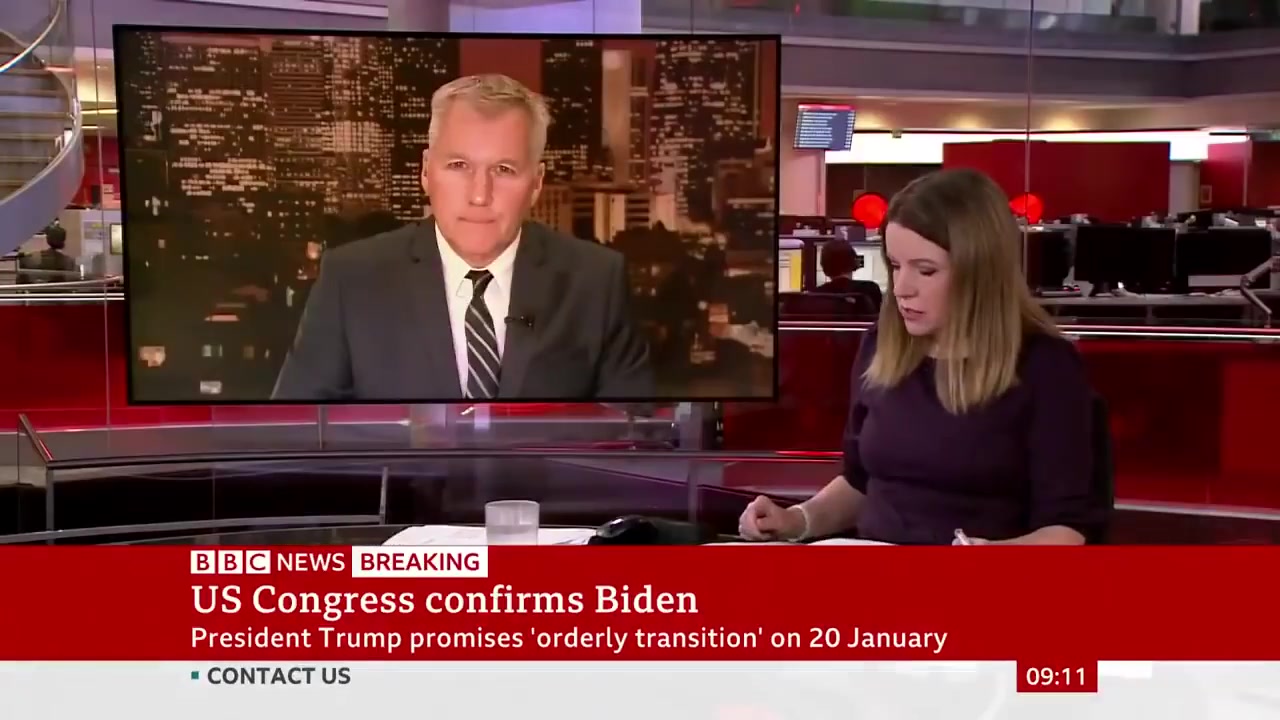 BBC NEWS BREAKING
US Congress confirms Biden
President Trump promises 'orderly transition' on 20 January
CONTACT US
09:11